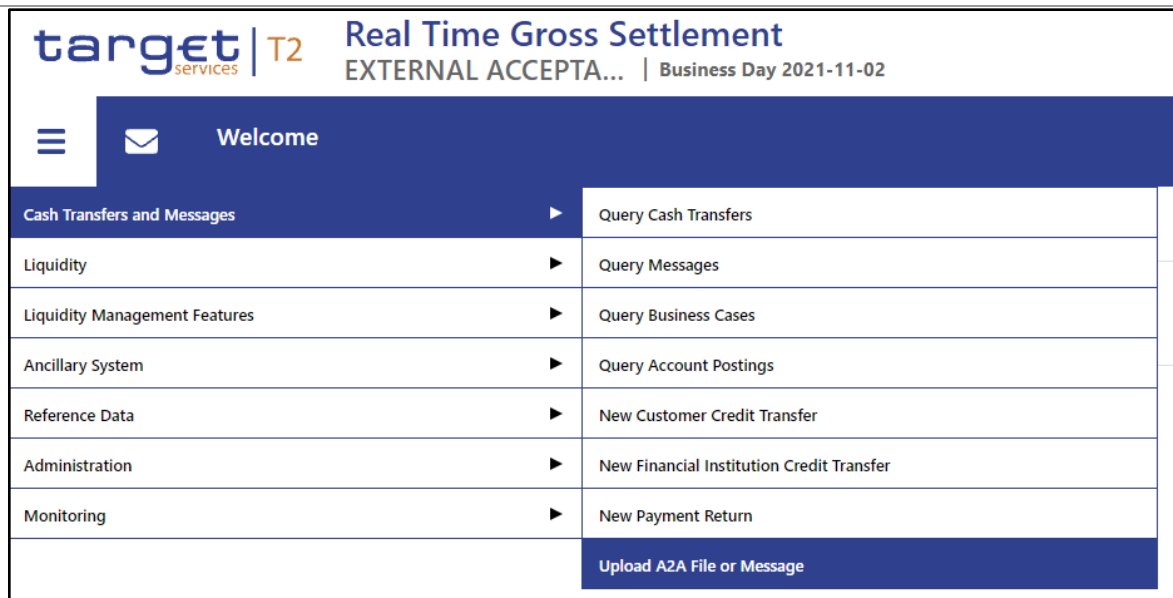 target | T2
services
Real Time Gross Settlement
EXTERNAL ACCEPTA... | Business Day 2021-11-02
Welcome
Cash Transfers and Messages
Liquidity
Liquidity Management Features
Ancillary System
Reference Data
Administration
Monitoring
Query Cash Transfers
Query Messages
Query Business Cases
Query Account Postings
New Customer Credit Transfer
New Financial Institution Credit Transfer
New Payment Return
Upload A2A File or Message